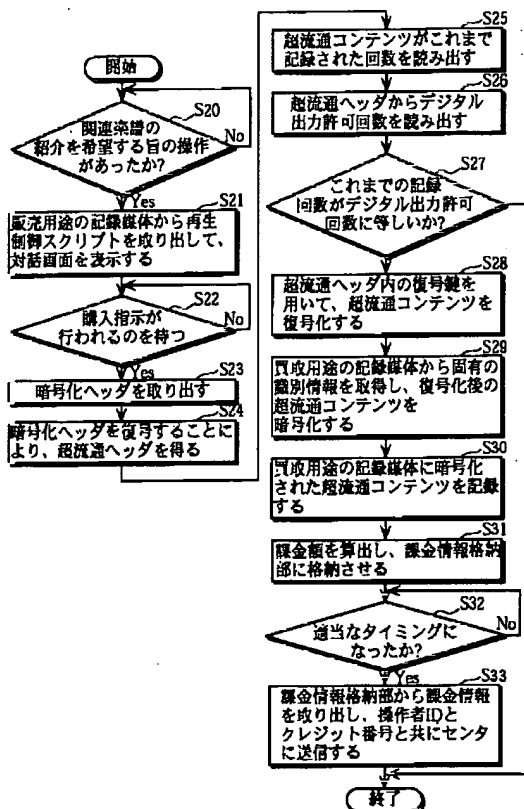 開始
S20
関連楽譜の
紹介を希望する旨の操作
があったか?
No
Yes
S21
販売用途の記録媒体から再生
制御スクリプトを取り出して、
対話画面を表示する
S22
購入指示が
行われるのを待つ
No
Yes
S23
暗号化ヘッダを取り出す
S24
暗号化ヘッダを復号することに
より、超流通ヘッダを得る
S25
超流通コンテンツがこれまで
記録された回数を読み出す
S26
超流通ヘッダからデジタル
出力許可回数を読み出す
S27
これまでの記録
回数がデジタル出力許可
回数に等しいか?
S28
超流通ヘッダ内の復号鍵を
用いて、超流通コンテンツを
復号化する
S29
買取用途の記録媒体から固有の
識別情報を取得し、復号化後の
超流通コンテンツを
暗号化する
S30
買取用途の記録媒体に暗号化
された超流通コンテンツを記録
する
S31
課金額を算出し、課金情報格納
部に格納させる
S32
適当なタイミングに
なったか?
No
Yes
S33
課金情報格納部から課金情報
を取り出し、操作者IDと
クレジット番号と共にセンタ
に送信する
終了